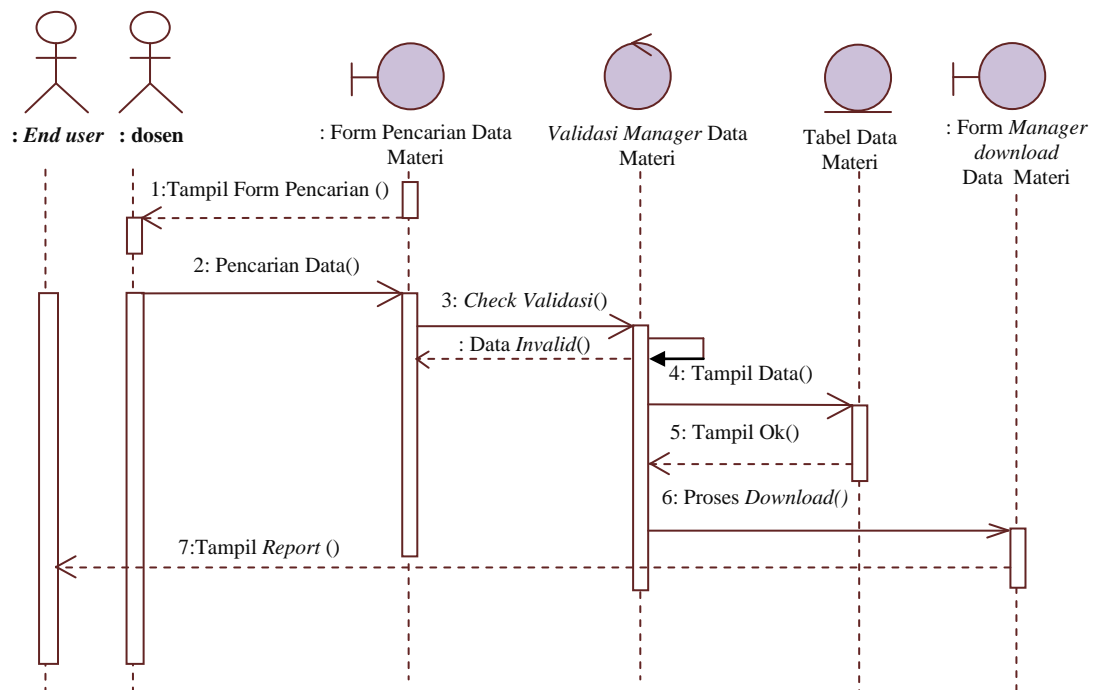 : End user
: dosen
: Form Pencarian Data
Materi
Validasi Manager Data
Materi
Tabel Data
Materi
: Form Manager
download
Data Materi
1:Tampil Form Pencarian ()
2: Pencarian Data()
3: Check Validasi()
: Data Invalid()
4: Tampil Data()
5: Tampil Ok()
6: Proses Download()
7:Tampil Report ()